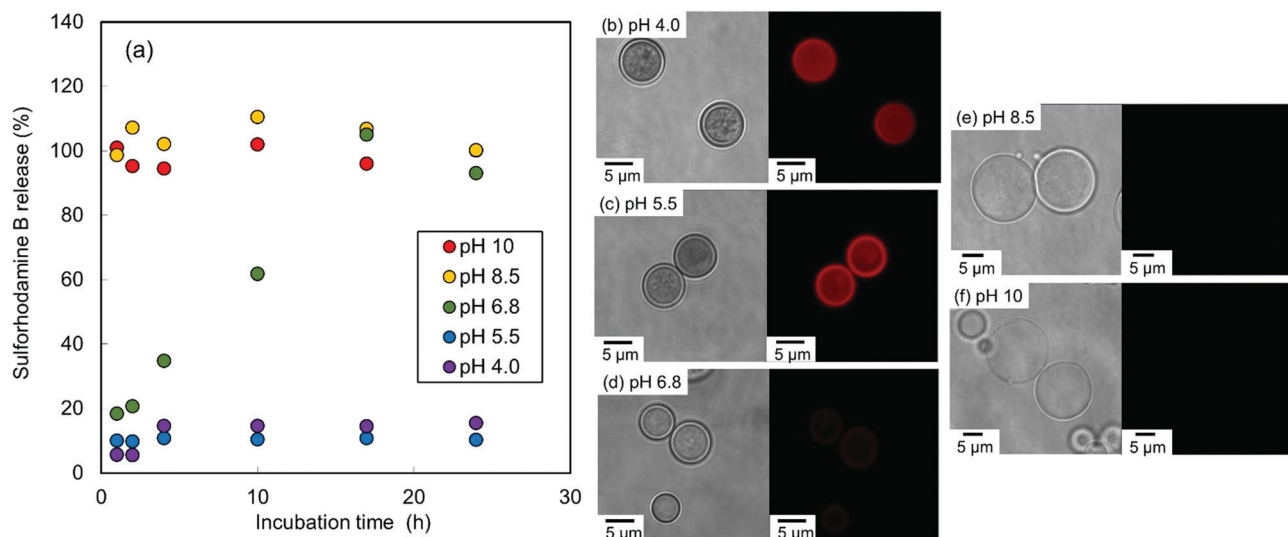 (a)
Sulforhodamine B release (%)
140
120
100
80
60
40
20
0
0
10
20
30
Incubation time (h)
pH 10
pH 8.5
pH 6.8
pH 5.5
pH 4.0
(b) pH 4.0
5 µm
5 µm
(c) pH 5.5
5 µm
5 µm
(d) pH 6.8
5 µm
5 µm
(e) pH 8.5
5 µm
5 µm
(f) pH 10
5 µm
5 µm